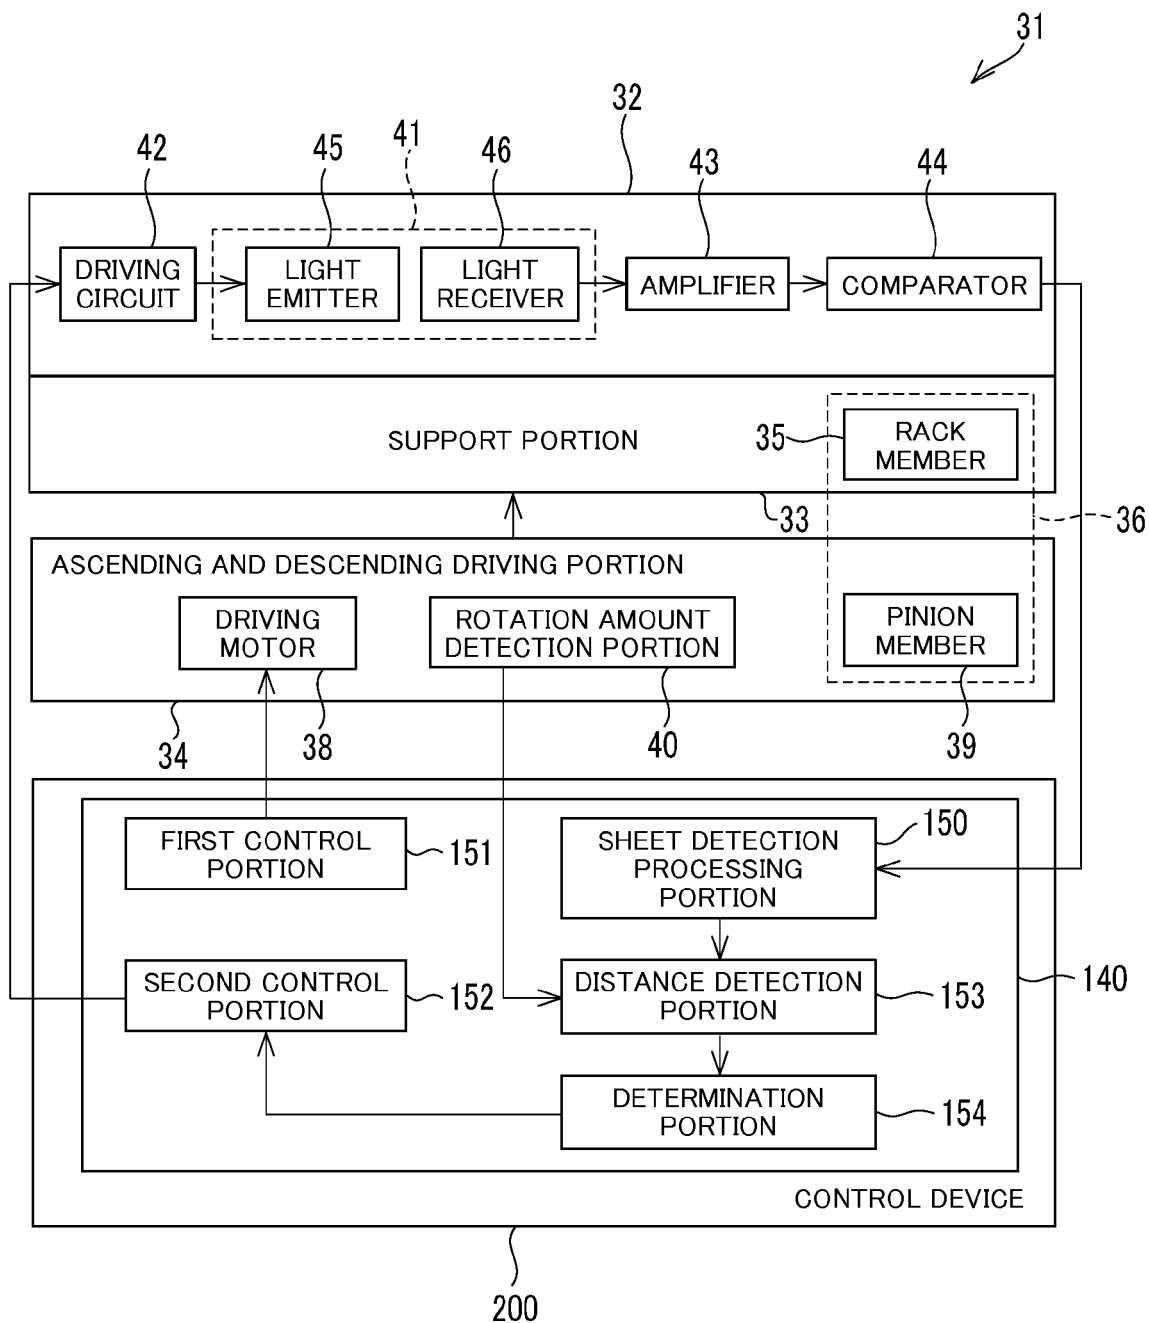 31
32
42
45
41
46
43
44
DRIVING
CIRCUIT
LIGHT
EMITTER
LIGHT
RECEIVER
AMPLIFIER
COMPARATOR
SUPPORT PORTION
35
RACK
MEMBER
33
36
ASCENDING AND DESCENDING DRIVING PORTION
DRIVING
MOTOR
ROTATION AMOUNT
DETECTION PORTION
PINION
MEMBER
34
38
40
39
FIRST CONTROL
PORTION
151
SHEET DETECTION
PROCESSING
PORTION
150
SECOND CONTROL
PORTION
152
DISTANCE DETECTION
PORTION
153
140
DETERMINATION
PORTION
154
CONTROL DEVICE
200